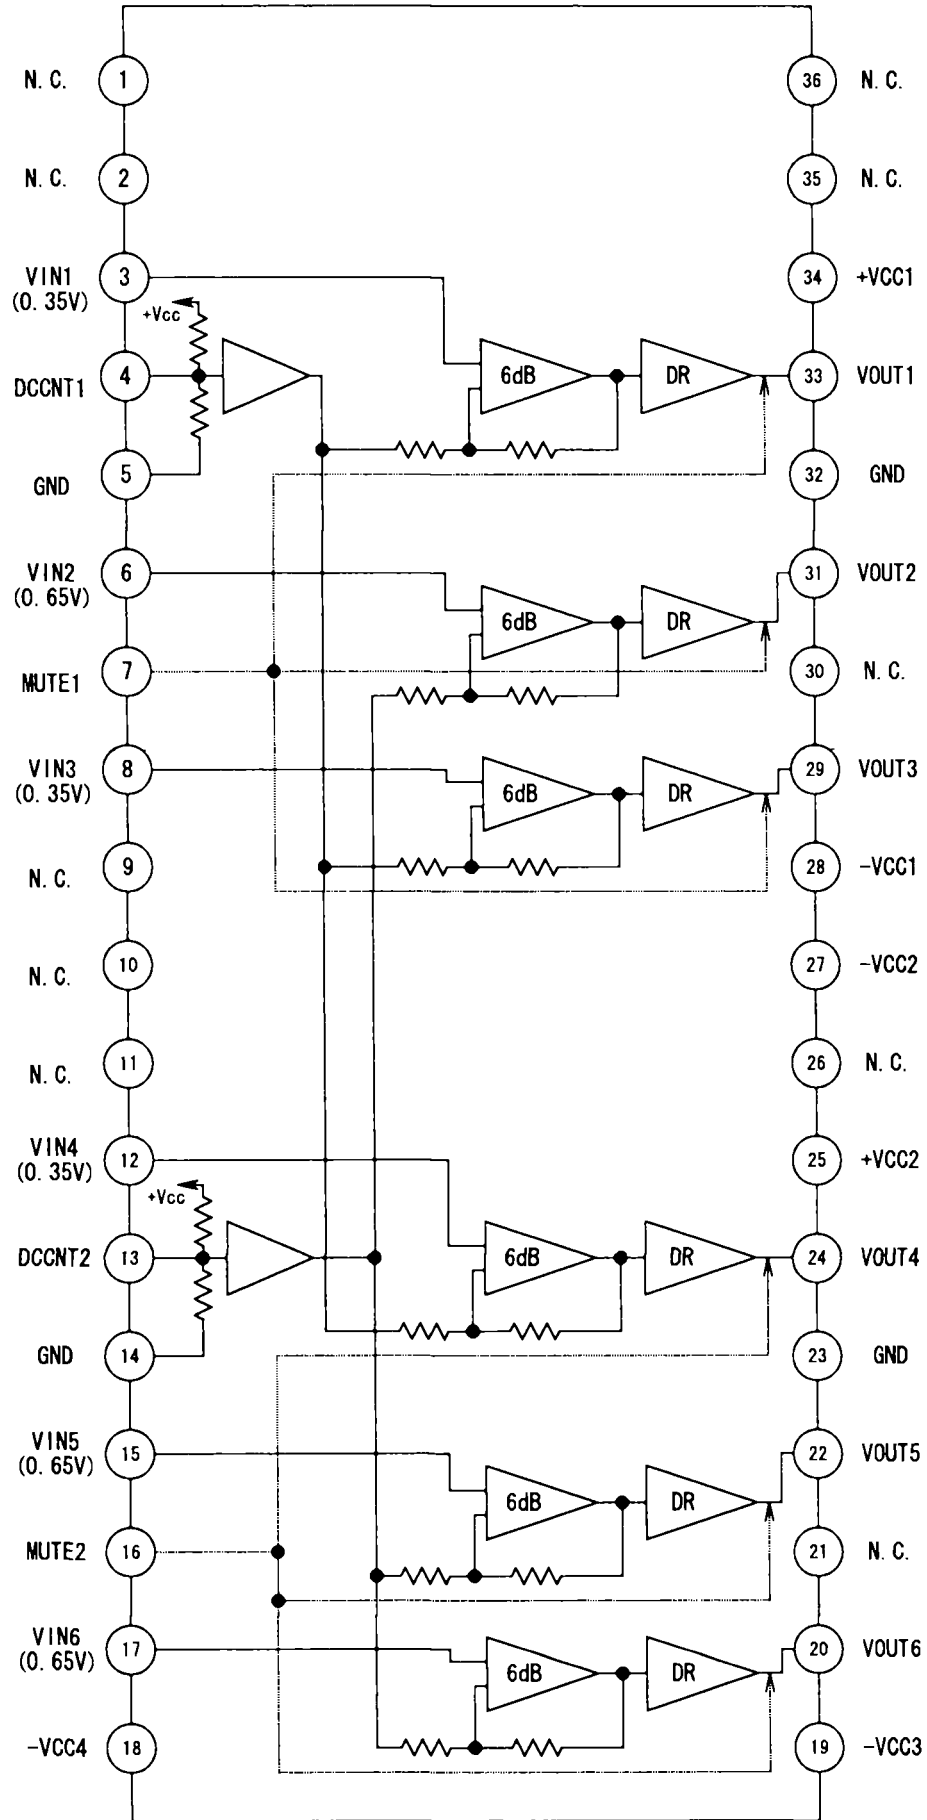 N. C. 1 36 N. C.
N. C. 2 35 N. C.
VIN1 3 34 +VCC1
(0. 35V)
+Vcc
DCCNT1 4 6dB DR 33 VOUT1
GND 5 32 GND
VIN2 6 31 VOUT2
(0. 65V)
6dB DR
MUTE1 7 30 N. C.
VIN3 8 29 VOUT3
(0. 35V)
6dB DR
N. C. 9 28 -VCC1
N. C. 10 27 -VCC2
N. C. 11 26 N. C.
VIN4 12 25 +VCC2
(0. 35V)
+Vcc
DCCNT2 13 6dB DR 24 VOUT4
GND 14 23 GND
VIN5 15 22 VOUT5
(0. 65V)
6dB DR
MUTE2 16 21 N. C.
VIN6 17 20 VOUT6
(0. 65V)
6dB DR
-VCC4 18 19 -VCC3